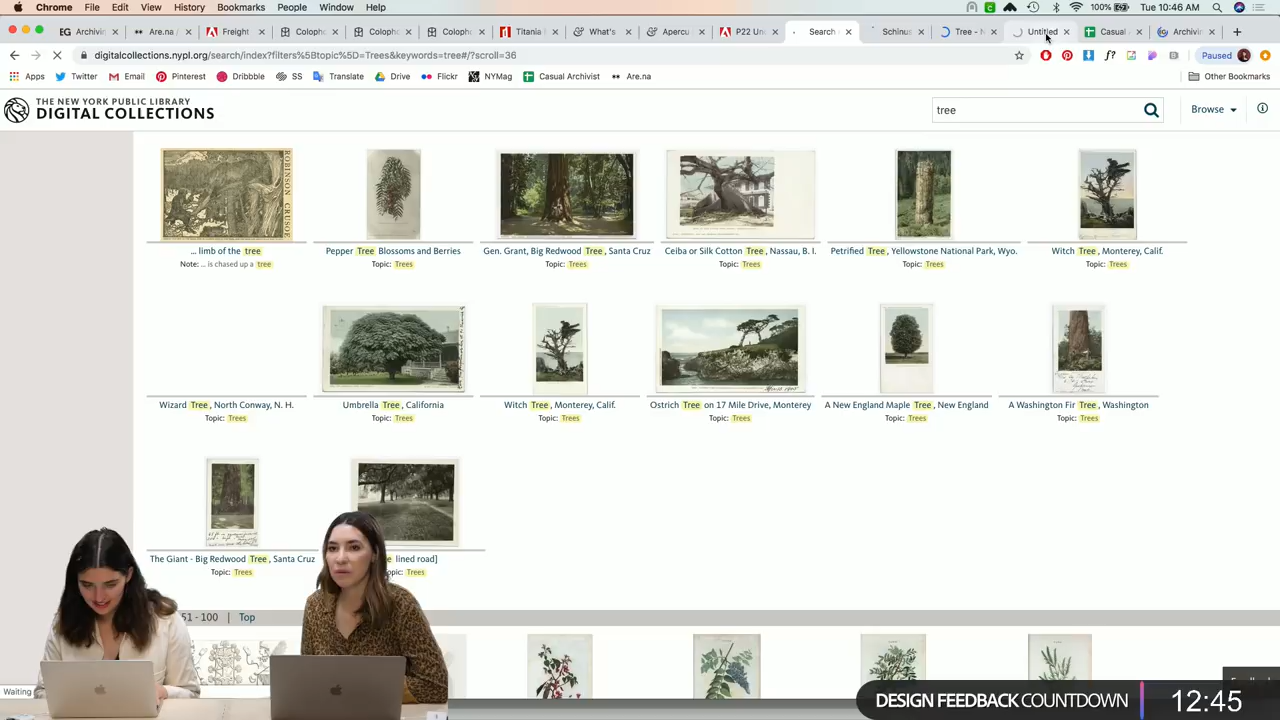 Chrome File Edit View History Bookmarks People Window Help 100% Tue 10:46 AM
Archivin Are.na Freight Coloph Coloph Coloph Titania What's Apercu P22 Un Search Schinus Tree - N Untitled Casual Archivin
digitalcollections.nypl.org/search/index?filters%5Btopic%5D=Trees&keywords=tree#/?scroll=36 Paused
Apps Twitter Email Pinterest Dribbble SS Translate Drive Flickr NYMag Casual Archivist Are.na Other Bookmarks
THE NEW YORK PUBLIC LIBRARY
DIGITAL COLLECTIONS
tree
Browse
ROBINSON CRUSOE
... limb of the tree
Pepper Tree Blossoms and Berries
Gen. Grant, Big Redwood Tree, Santa Cruz
Ceiba or Silk Cotton Tree, Nassau, B. I.
Petrified Tree, Yellowstone National Park, Wyo.
Witch Tree, Monterey, Calif.
Note: ... is chased up a tree
Topic: Trees
Topic: Trees
Topic: Trees
Topic: Trees
Topic: Trees
Wizard Tree, North Conway, N. H.
Umbrella Tree, California
Witch Tree, Monterey, Calif.
Ostrich Tree on 17 Mile Drive, Monterey
A New England Maple Tree, New England
A Washington Fir Tree, Washington
Topic: Trees
Topic: Trees
Topic: Trees
Topic: Trees
Topic: Trees
Topic: Trees
The Giant - Big Redwood Tree, Santa Cruz
lined road]
Topic: Trees
Topic: Trees
51 - 100 | Top
Waiting
DESIGN FEEDBACK COUNTDOWN 12:45